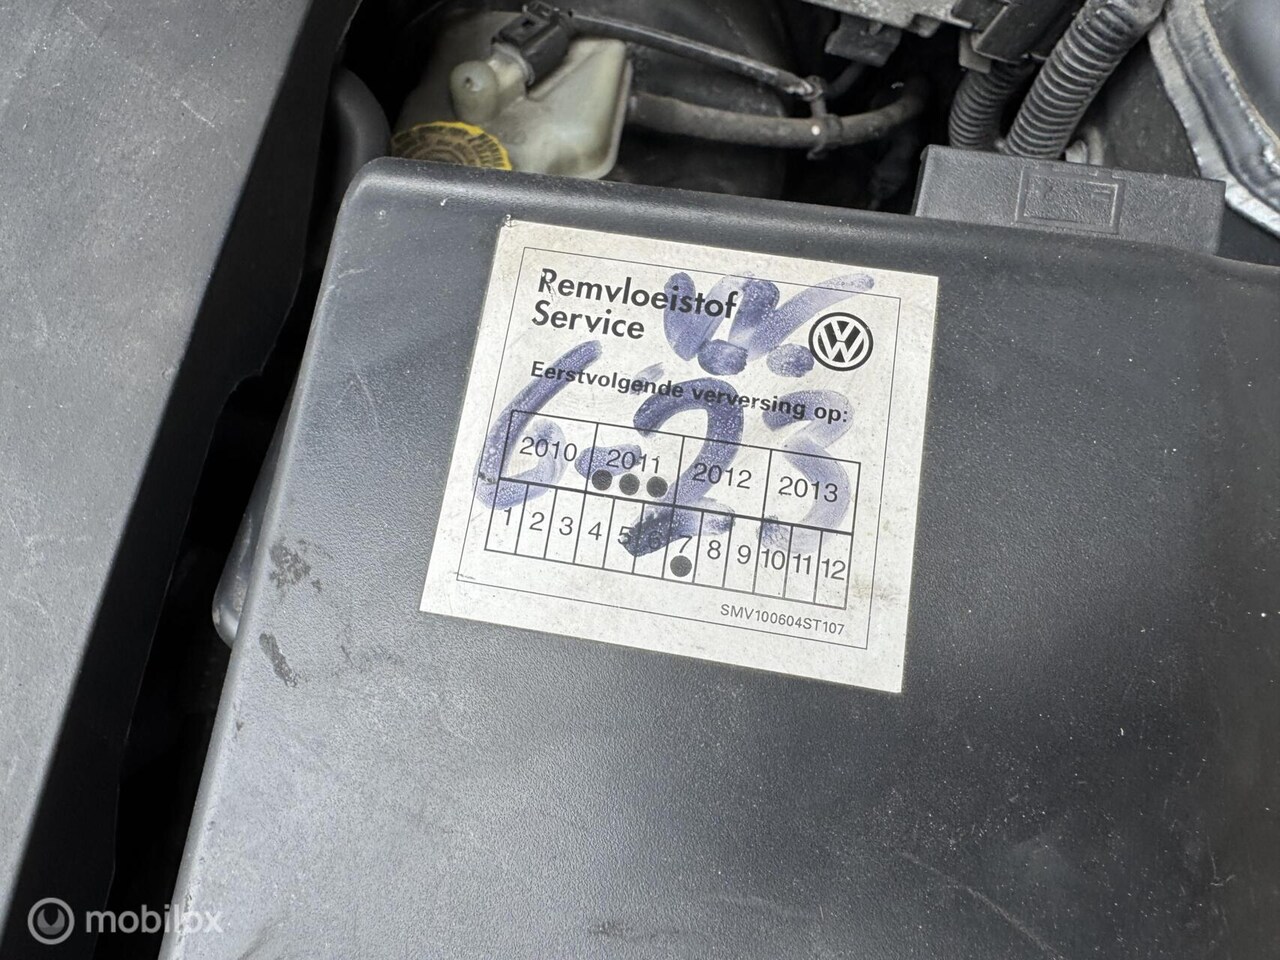 Remvloeistof
Service
V.V.
VW
Eerstvolgende verversing op:
6-23
2010 2011 2012 2013
1 2 3 4 5 6 7 8 9 10 11 12
SMV100604ST107
mobilox